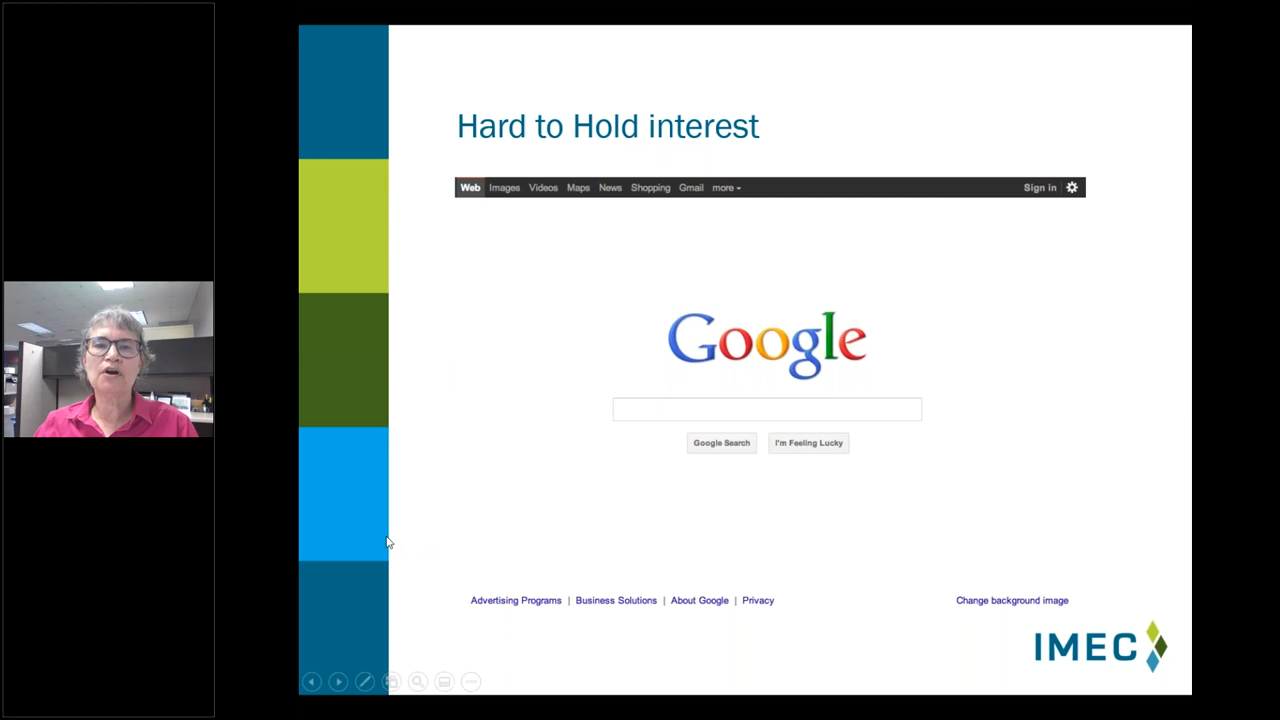 Hard to Hold interest
Web Images Videos Maps News Shopping Gmail more Sign in
Google
Google Search I'm Feeling Lucky
Advertising Programs | Business Solutions | About Google | Privacy Change background image
IMEC